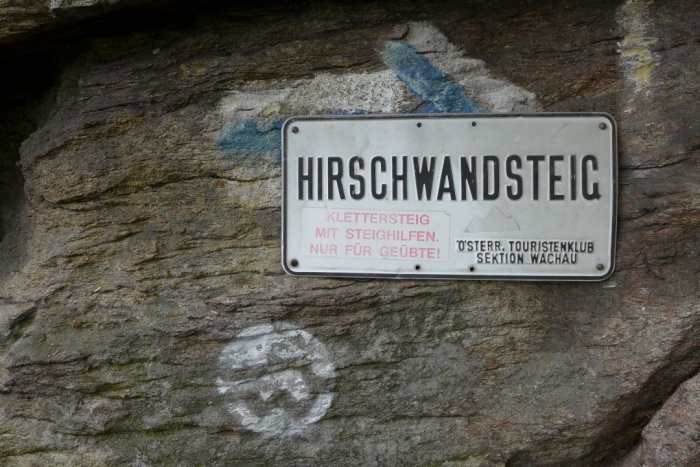 HIRSCHWANDSTEIG
KLETTERSTEIG
MIT STEIGHILFEN.
NUR FÜR GEÜBTE!
ÖSTERR. TOURISTENKLUB
SEKTION WACHAU